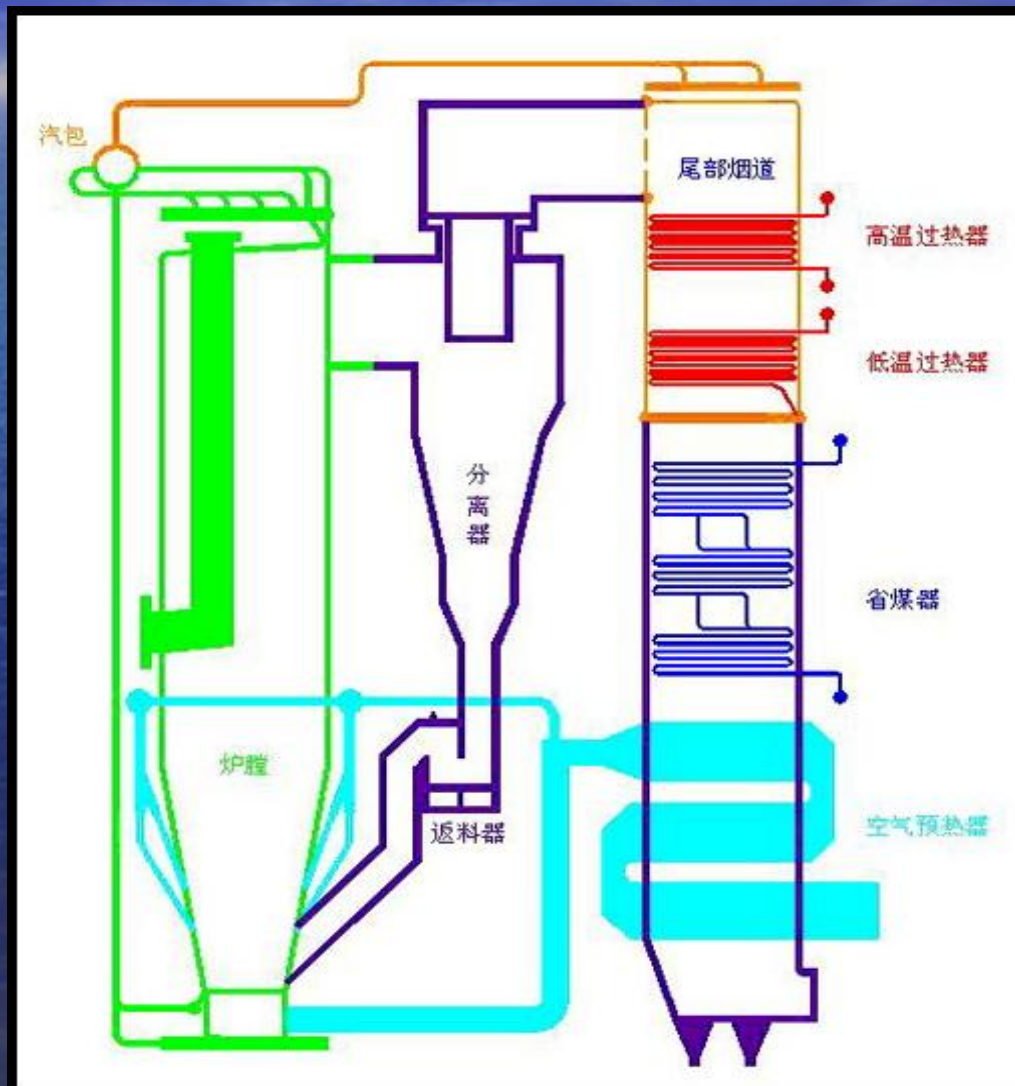 汽包
尾部烟道
高温过热器
低温过热器
分离器
省煤器
炉膛
返料器
空气预热器